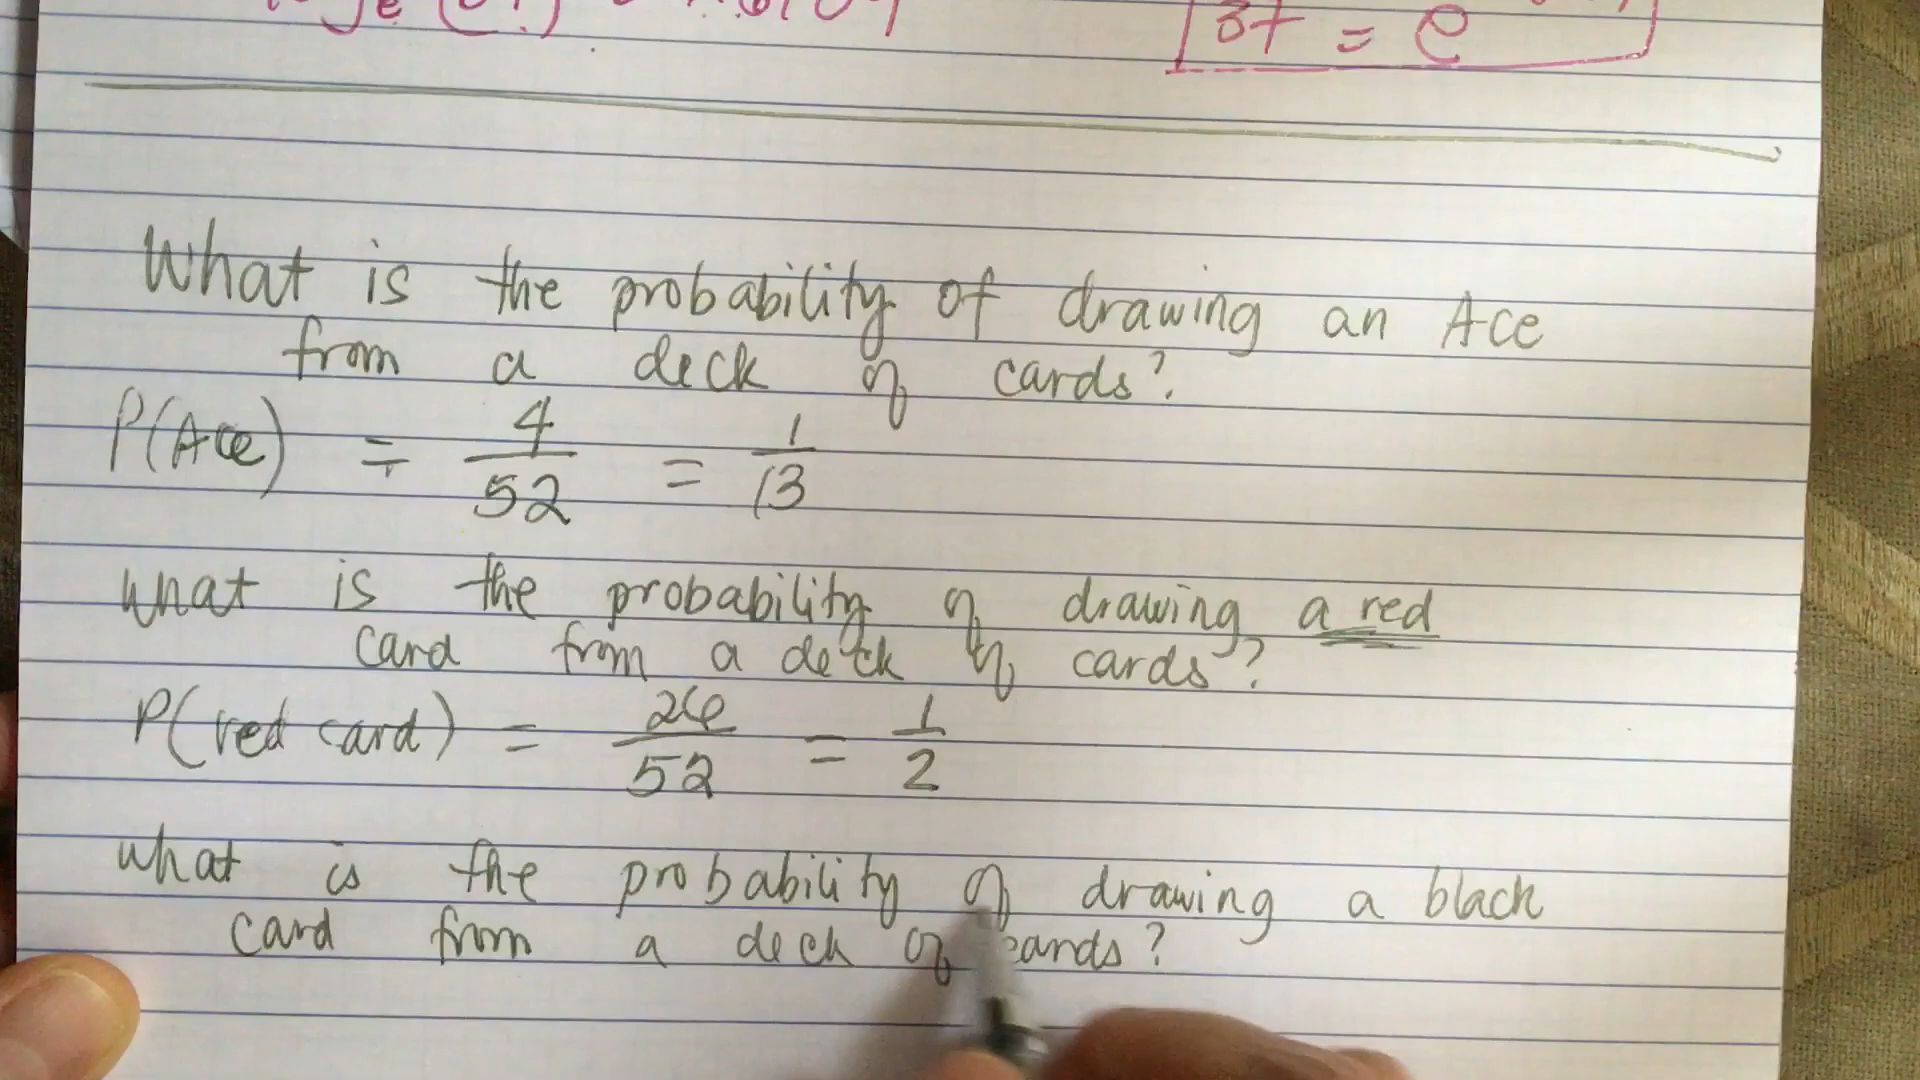 37 = e
What is the probability of drawing an Ace
from a deck of cards?
P(Ace) = 4/52 = 1/13
what is the probability of drawing a red
card from a deck of cards?
P(red card) = 26/52 = 1/2
what is the probability of drawing a black
card from a deck of cards?